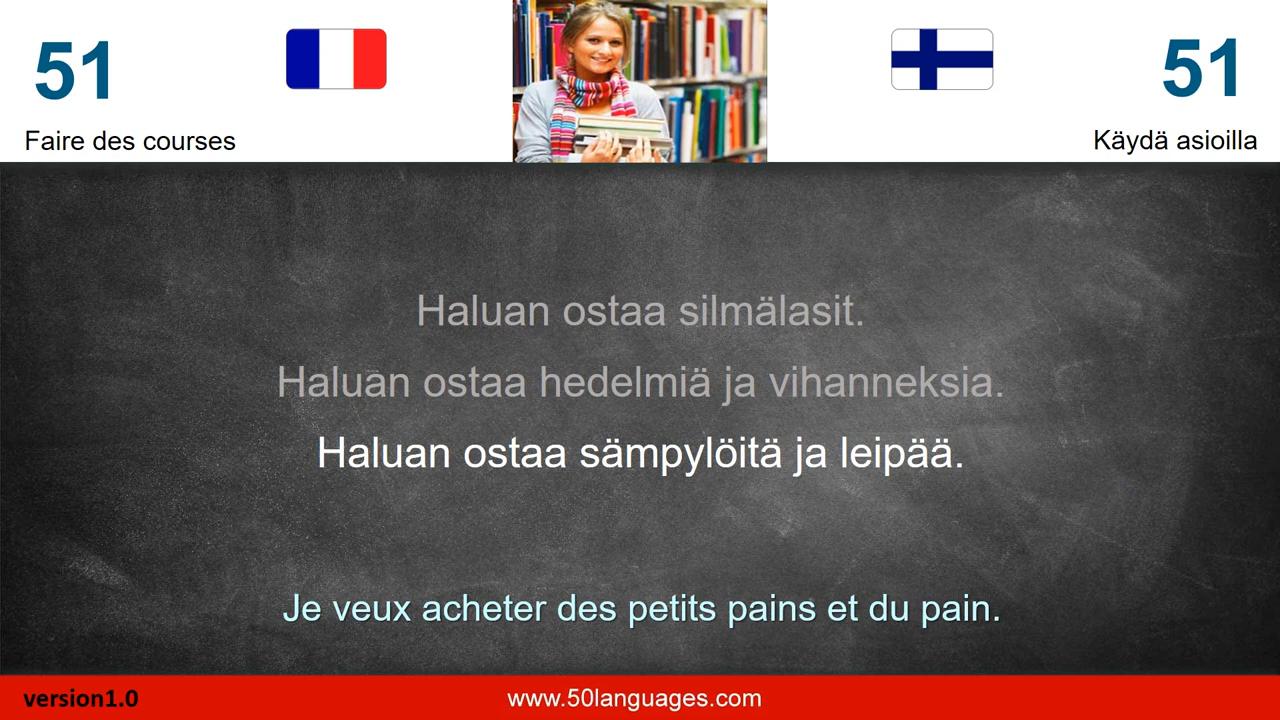 51
51
Faire des courses
Käydä asioilla
Haluan ostaa silmälasit.
Haluan ostaa hedelmiä ja vihanneksia.
Haluan ostaa sämpylöitä ja leipää.
Je veux acheter des petits pains et du pain.
version1.0
www.50languages.com